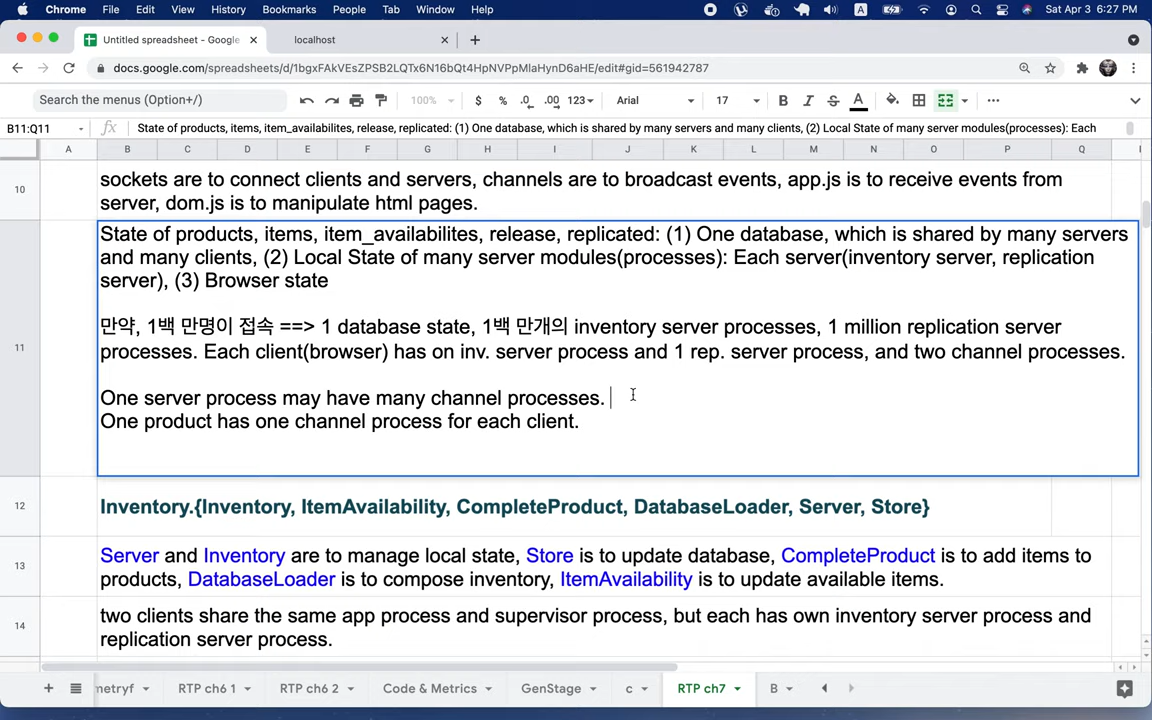 Chrome File Edit View History Bookmarks People Tab Window Help A Sat Apr 3 6:27 PM
Untitled spreadsheet - Google localhost
docs.google.com/spreadsheets/d/1bgxFAkVEsZPSB2LQTx6N16bQt4HpNVPpMlaHynD6aHE/edit#gid=561942787
Search the menus (Option+/) 100% $ % .0 .00 123 Arial 17 B I S A
B11:Q11 fx State of products, items, item_availabilites, release, replicated: (1) One database, which is shared by many servers and many clients, (2) Local State of many server modules(processes): Each
A B C D E F G H I J K L M N O P Q
10 sockets are to connect clients and servers, channels are to broadcast events, app.js is to receive events from
server, dom.js is to manipulate html pages.
State of products, items, item_availabilites, release, replicated: (1) One database, which is shared by many servers
and many clients, (2) Local State of many server modules(processes): Each server(inventory server, replication
server), (3) Browser state
만약, 1백 만명이 접속 ==> 1 database state, 1백 만개의 inventory server processes, 1 million replication server
11 processes. Each client(browser) has on inv. server process and 1 rep. server process, and two channel processes.
One server process may have many channel processes.
One product has one channel process for each client.
12 Inventory.{Inventory, ItemAvailability, CompleteProduct, DatabaseLoader, Server, Store}
13 Server and Inventory are to manage local state, Store is to update database, CompleteProduct is to add items to
products, DatabaseLoader is to compose inventory, ItemAvailability is to update available items.
14 two clients share the same app process and supervisor process, but each has own inventory server process and
replication server process.
metryf RTP ch6 1 RTP ch6 2 Code & Metrics GenStage c RTP ch7 B